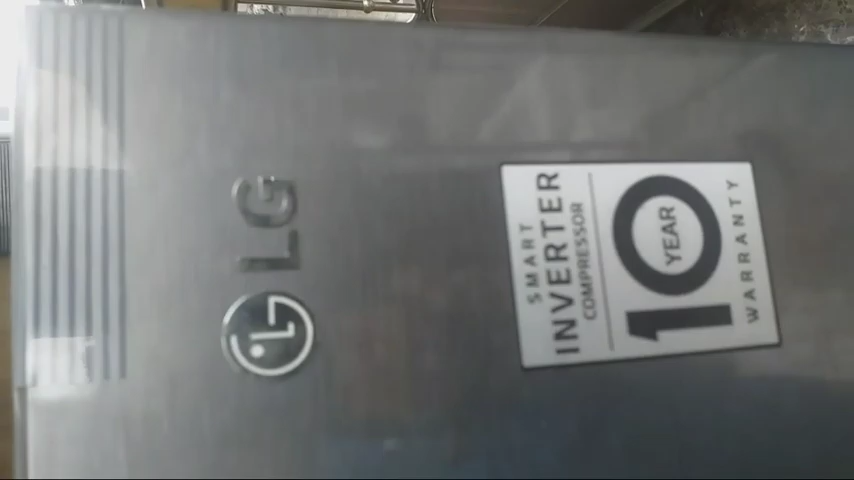 LG
SMART
INVERTER
COMPRESSOR
10
YEAR
WARRANTY